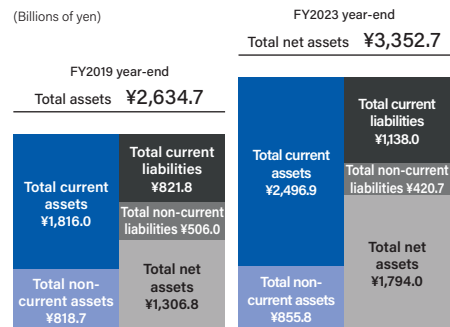 (Billions of yen)
FY2019 year-end
Total assets ¥2,634.7
Total current
assets
¥1,816.0
Total non-
current assets
¥818.7
Total current
liabilities
¥821.8
Total non-current
liabilities ¥506.0
Total net
assets
¥1,306.8
FY2023 year-end
Total net assets ¥3,352.7
Total current
assets
¥2,496.9
Total non-
current assets
¥855.8
Total current
liabilities
¥1,138.0
Total non-current
liabilities ¥420.7
Total net
assets
¥1,794.0